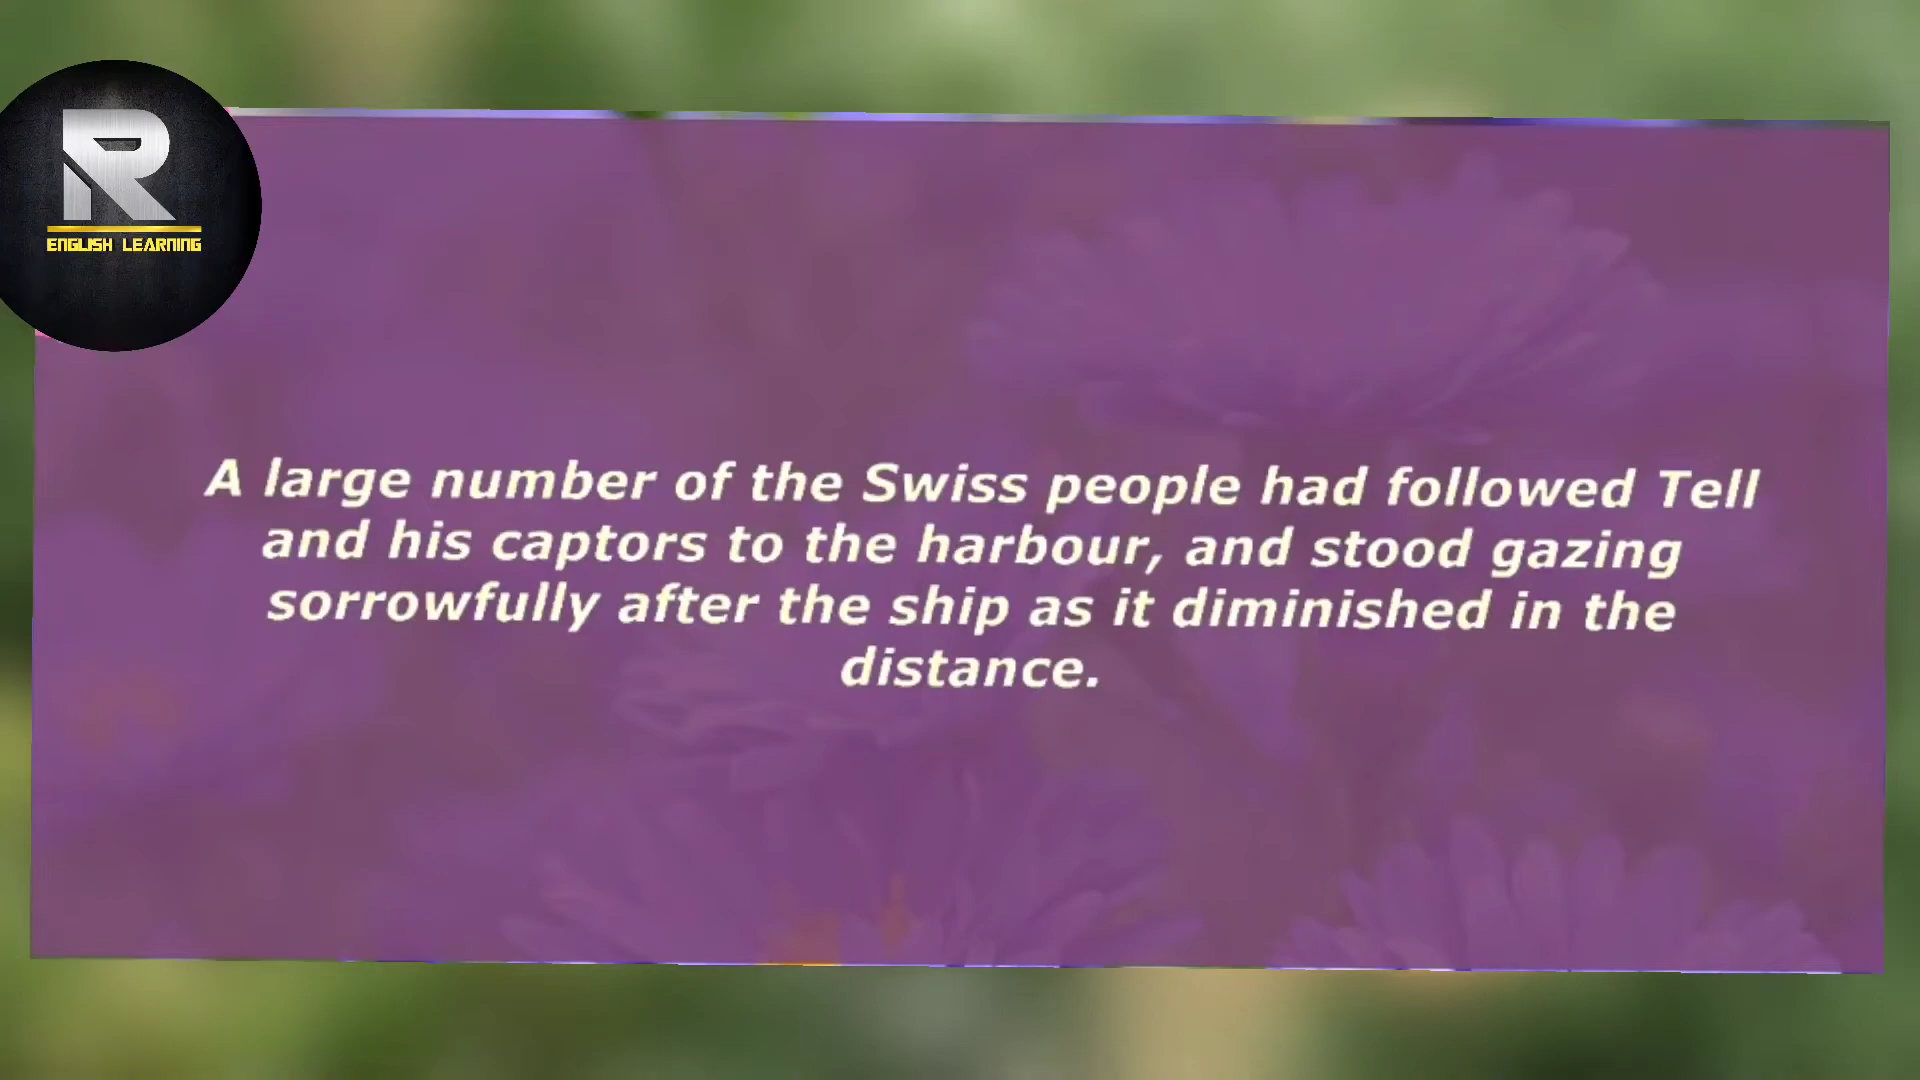 R
ENGLISH LEARNING
A large number of the Swiss people had followed Tell
and his captors to the harbour, and stood gazing
sorrowfully after the ship as it diminished in the
distance.